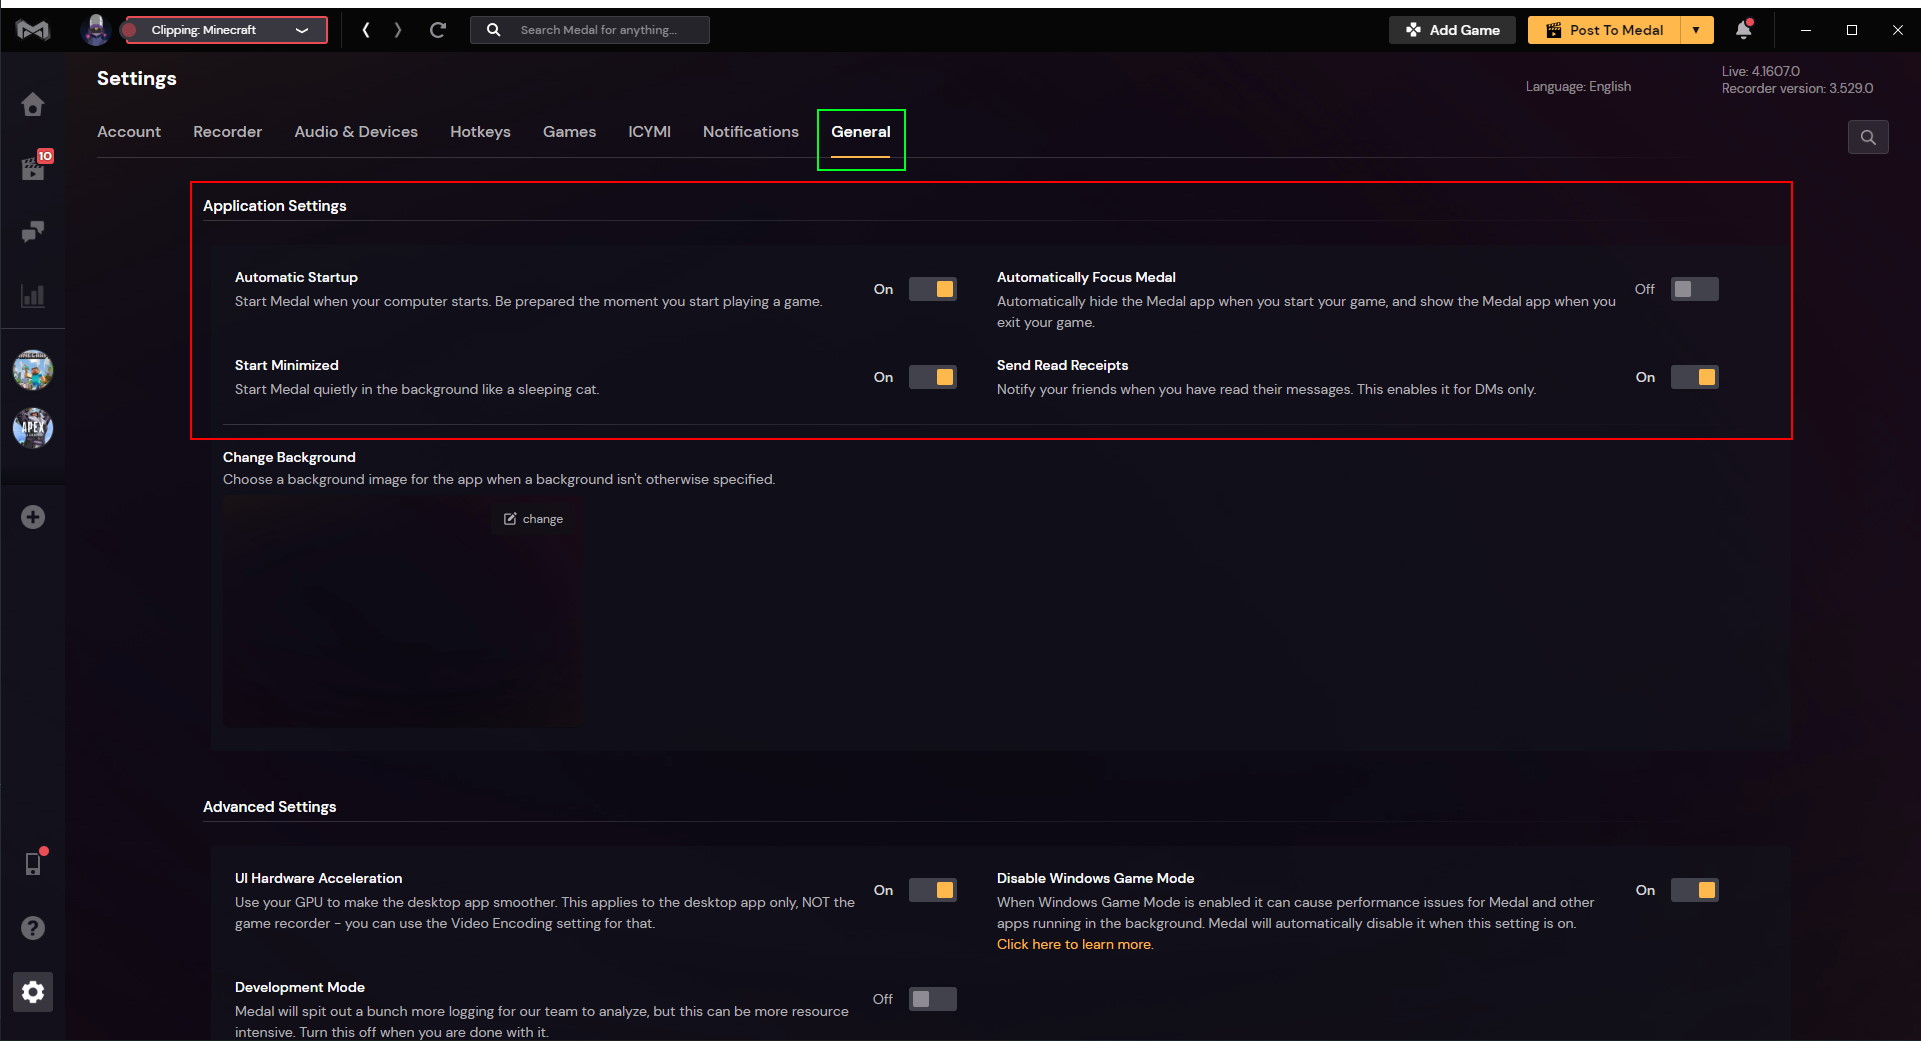 Clipping: Minecraft
Search Medal for anything...
Add Game
Post To Medal
Settings
Language: English
Live: 4.1607.0
Recorder version: 3.529.0
Account
Recorder
Audio & Devices
Hotkeys
Games
ICYMI
Notifications
General
10
Application Settings
Automatic Startup
Start Medal when your computer starts. Be prepared the moment you start playing a game.
On
Automatically Focus Medal
Automatically hide the Medal app when you start your game, and show the Medal app when you
exit your game.
Off
Start Minimized
Start Medal quietly in the background like a sleeping cat.
On
Send Read Receipts
Notify your friends when you have read their messages. This enables it for DMs only.
On
APEX
Change Background
Choose a background image for the app when a background isn't otherwise specified.
change
Advanced Settings
UI Hardware Acceleration
Use your GPU to make the desktop app smoother. This applies to the desktop app only, NOT the
game recorder - you can use the Video Encoding setting for that.
On
Disable Windows Game Mode
When Windows Game Mode is enabled it can cause performance issues for Medal and other
apps running in the background. Medal will automatically disable it when this setting is on.
Click here to learn more.
On
Development Mode
Medal will spit out a bunch more logging for our team to analyze, but this can be more resource
intensive. Turn this off when you are done with it.
Off